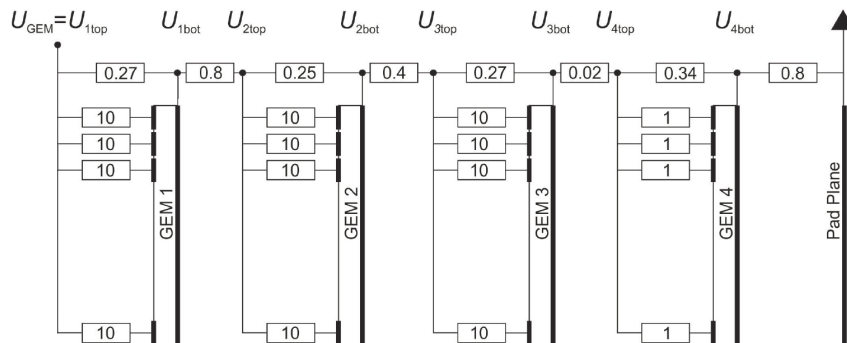 U_GEM=U_1top U_1bot U_2top U_2bot U_3top U_3bot U_4top U_4bot
0.27 0.8 0.25 0.4 0.27 0.02 0.34 0.8
10 10 10 1
10 10 10 1
10 10 10 1
GEM 1 GEM 2 GEM 3 GEM 4 Pad Plane
10 10 10 1